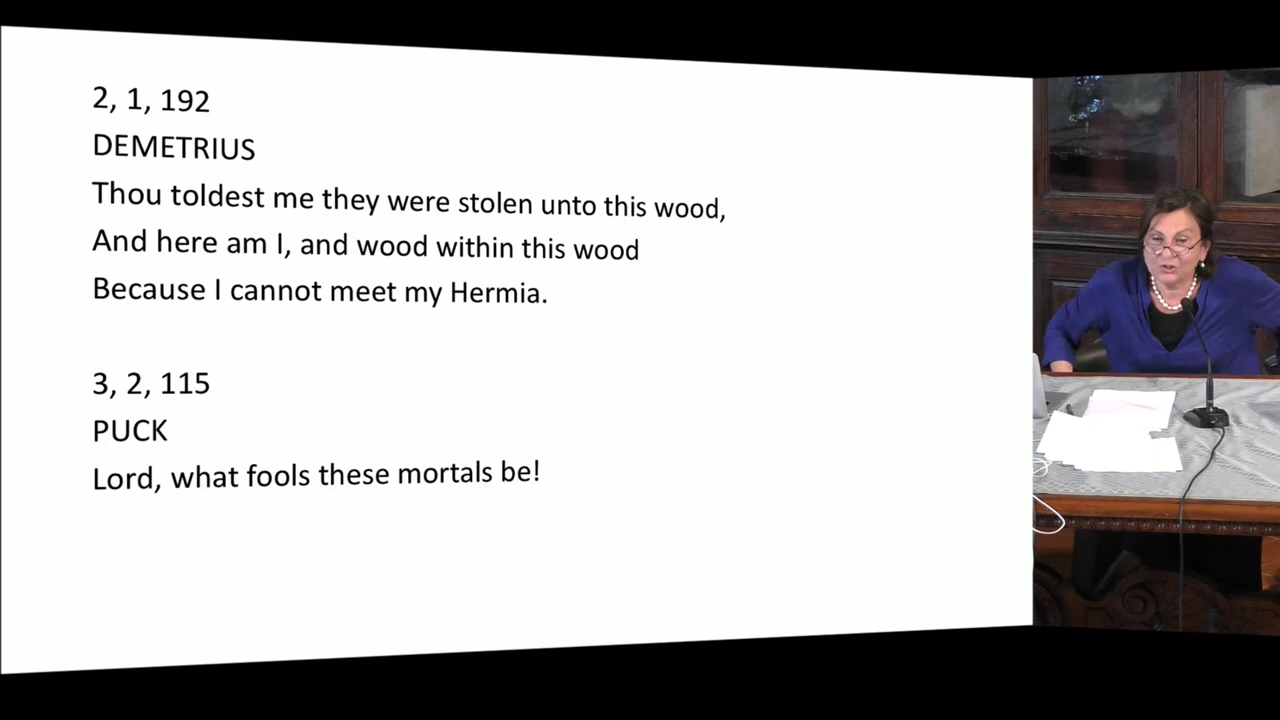 2, 1, 192
DEMETRIUS
Thou toldest me they were stolen unto this wood,
And here am I, and wood within this wood
Because I cannot meet my Hermia.
3, 2, 115
PUCK
Lord, what fools these mortals be!